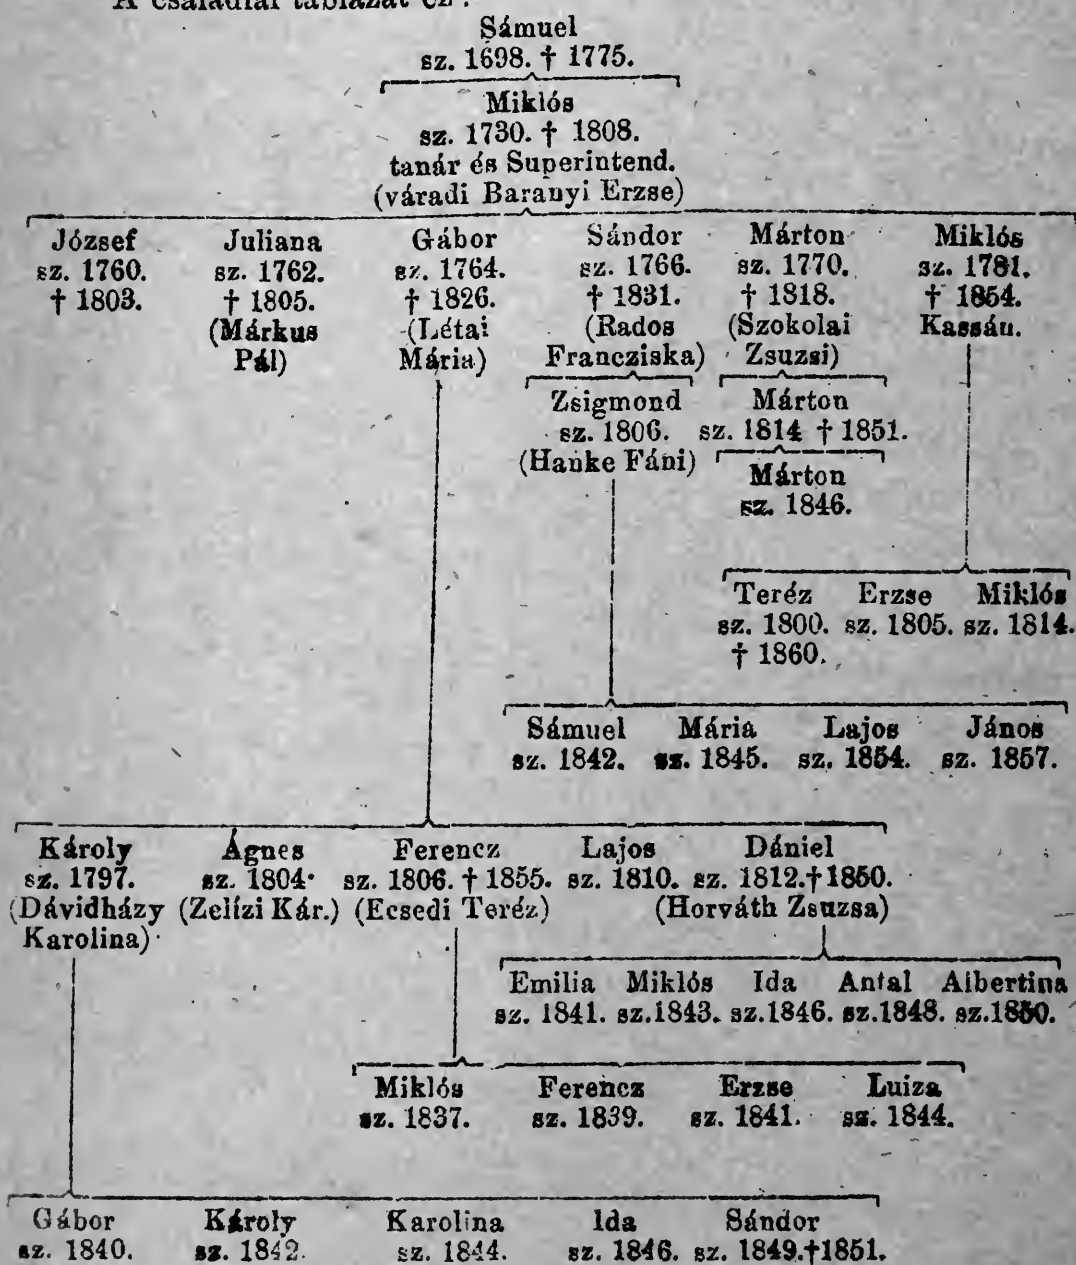 A családfai táblázat ez :
Sámuel
sz. 1698. † 1775.
Miklós
sz. 1730. † 1808.
tanár és Superintend.
(váradi Baranyi Erzse)
József Juliana Gábor Sándor Márton Miklós
sz. 1760. sz. 1762. sz. 1764. sz. 1766. sz. 1770. sz. 1781.
† 1803. † 1805. † 1826. † 1831. † 1818. † 1854.
(Márkus (Létai (Rados (Szokolai Kassán.
Pál) Mária) Francziska) Zsuzsi)
Zsigmond Márton
sz. 1806. sz. 1814 † 1851.
(Hanke Fáni) Márton
sz. 1846.
Teréz Erzse Miklós
sz. 1800. sz. 1805. sz. 1814.
† 1860.
Sámuel Mária Lajos János
sz. 1842. sz. 1845. sz. 1854. sz. 1857.
Károly Ágnes Ferencz Lajos Dániel
sz. 1797. sz. 1804. sz. 1806. † 1855. sz. 1810. sz. 1812. † 1850.
(Dávidházy (Zelízi Kár.) (Ecsedi Teréz) (Horváth Zsuzsa)
Karolina)
Emilia Miklós Ida Antal Albertina
sz. 1841. sz. 1843. sz. 1846. sz. 1848. sz. 1850.
Miklós Ferencz Erzse Luiza
sz. 1837. sz. 1839. sz. 1841. sz. 1844.
Gábor Károly Karolina Ida Sándor
sz. 1840. sz. 1842. sz. 1844. sz. 1846. sz. 1849. † 1851.